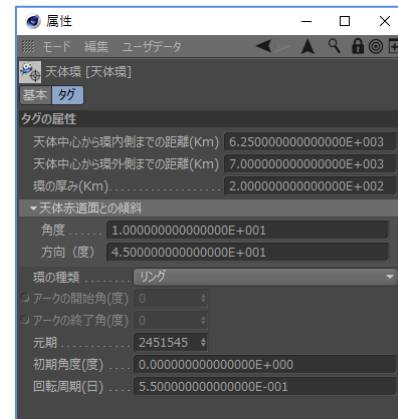 属性
モード 編集 ユーザデータ
天体環 [天体環]
基本 タグ
タグの属性
天体中心から環内側までの距離(Km) 6.250000000000000E+003
天体中心から環外側までの距離(Km) 7.000000000000000E+003
環の厚み(Km) . . . . . . . . . . . . . . . . . 2.000000000000000E+002
▼天体赤道面との傾斜
角度 . . . . . . 1.000000000000000E+001
方向（度） 4.500000000000000E+001
環の種類 . . . . . . . . リング
アークの開始角(度) 0
アークの終了角(度) 0
元期 . . . . . . . . . . . 2451545
初期角度(度) . . . . 0.000000000000000E+000
回転周期(日) . . . . 5.500000000000000E-001